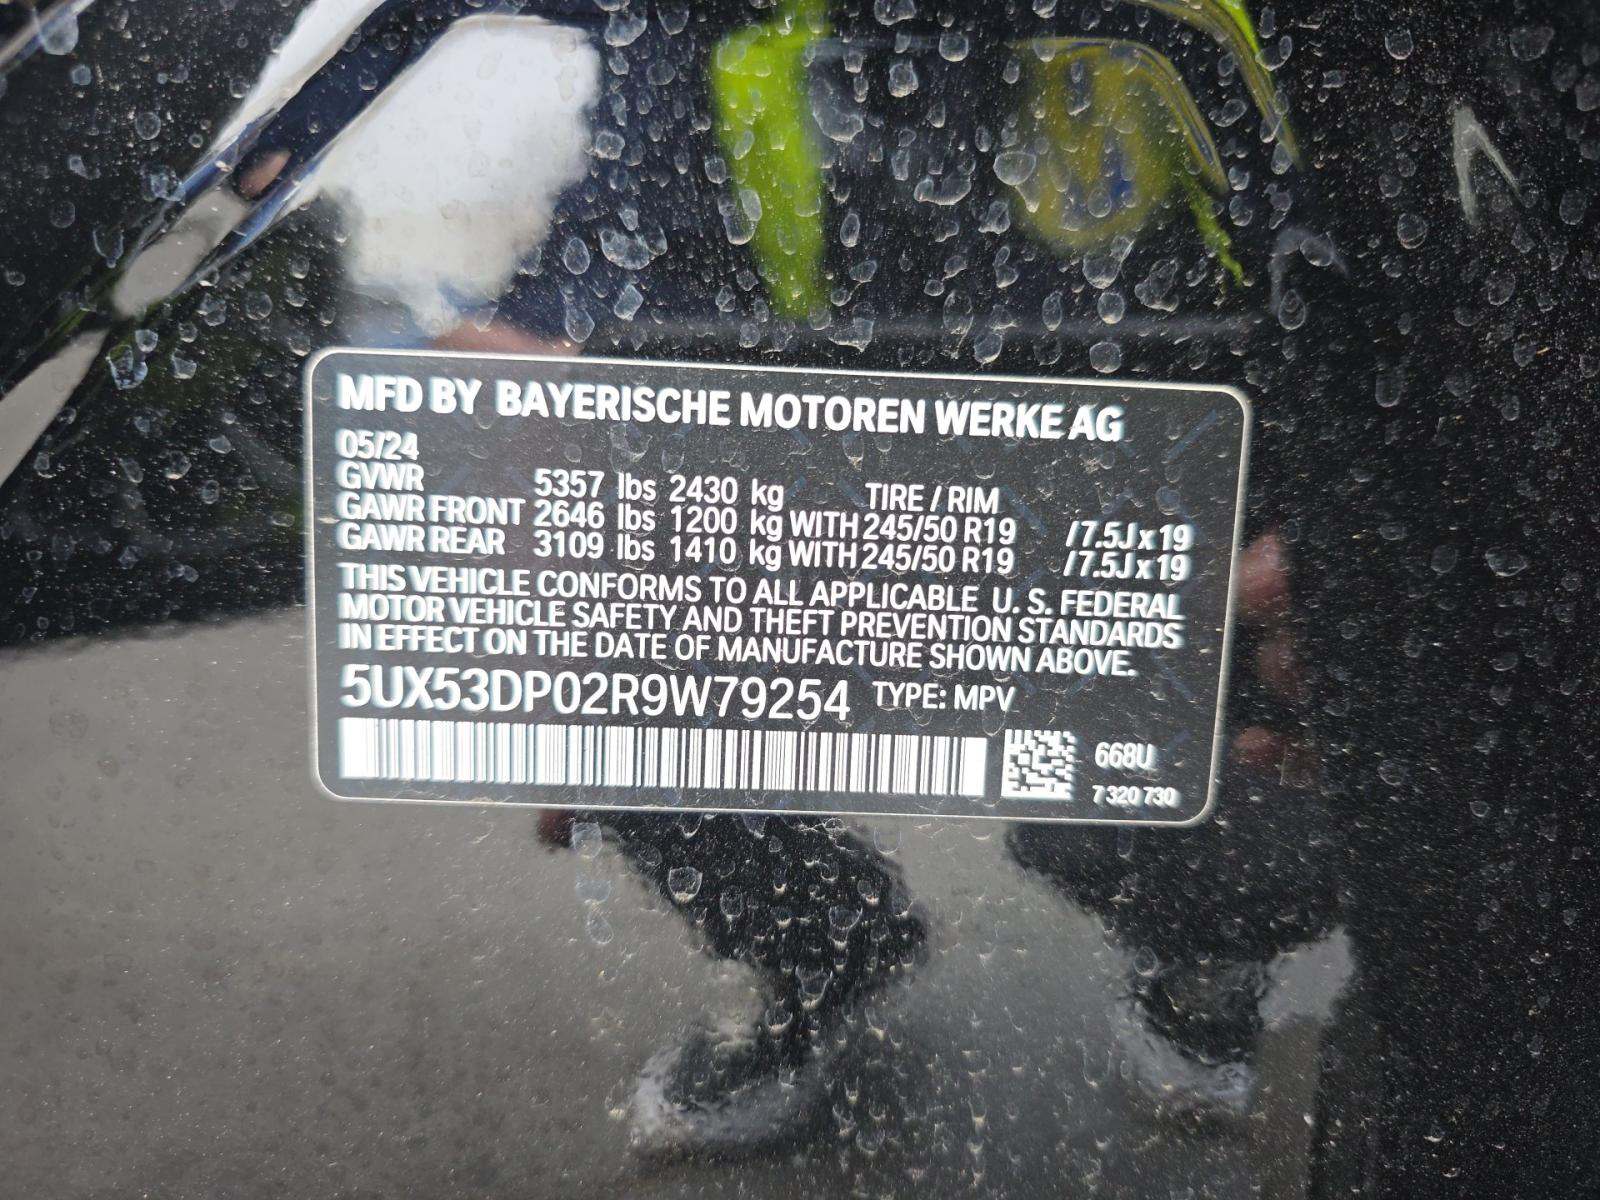 MFD BY BAYERISCHE MOTOREN WERKE AG
05/24
GVWR 5357 lbs 2430 kg TIRE / RIM
GAWR FRONT 2646 lbs 1200 kg WITH 245/50 R19 / 7.5J x 19
GAWR REAR 3109 lbs 1410 kg WITH 245/50 R19 / 7.5J x 19
THIS VEHICLE CONFORMS TO ALL APPLICABLE U. S. FEDERAL
MOTOR VEHICLE SAFETY AND THEFT PREVENTION STANDARDS
IN EFFECT ON THE DATE OF MANUFACTURE SHOWN ABOVE.
5UX53DP02R9W79254 TYPE: MPV
668U
7 320 730